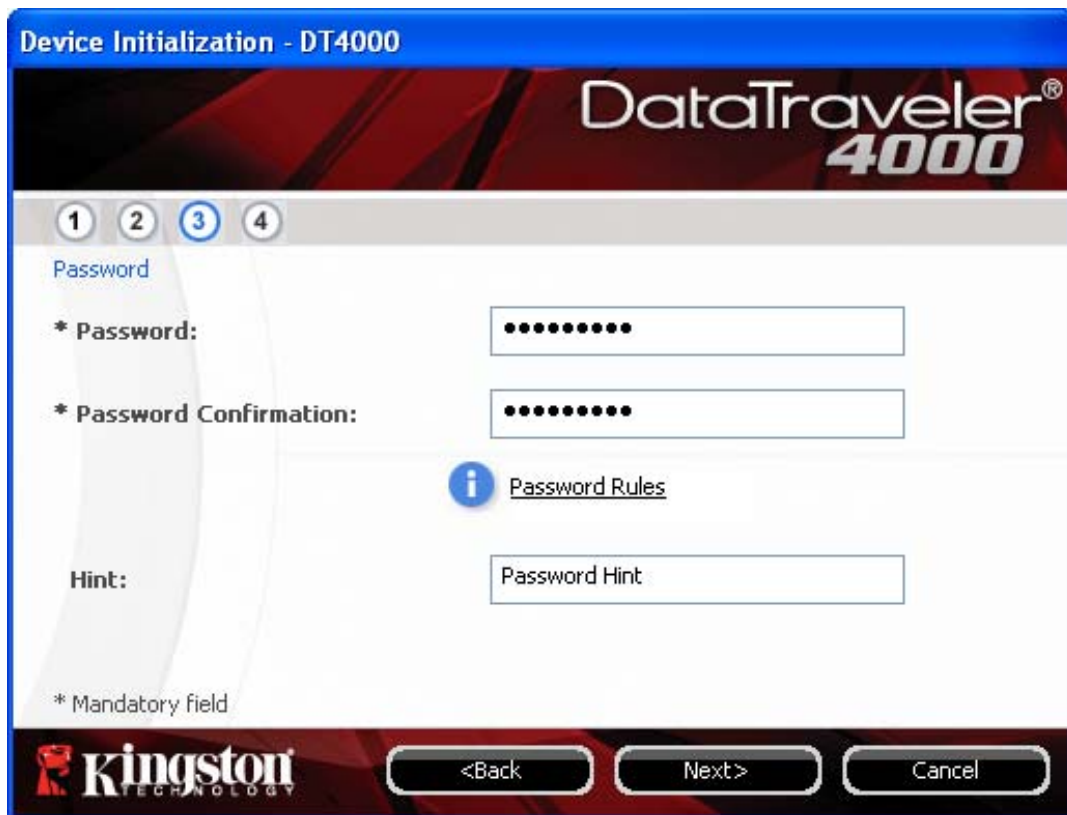 Device Initialization - DT4000
DataTraveler®
4000
1 2 3 4
Password
* Password: •••••••••
* Password Confirmation: •••••••••
i Password Rules
Hint: Password Hint
* Mandatory field
Kingston
TECHNOLOGY
<Back Next> Cancel